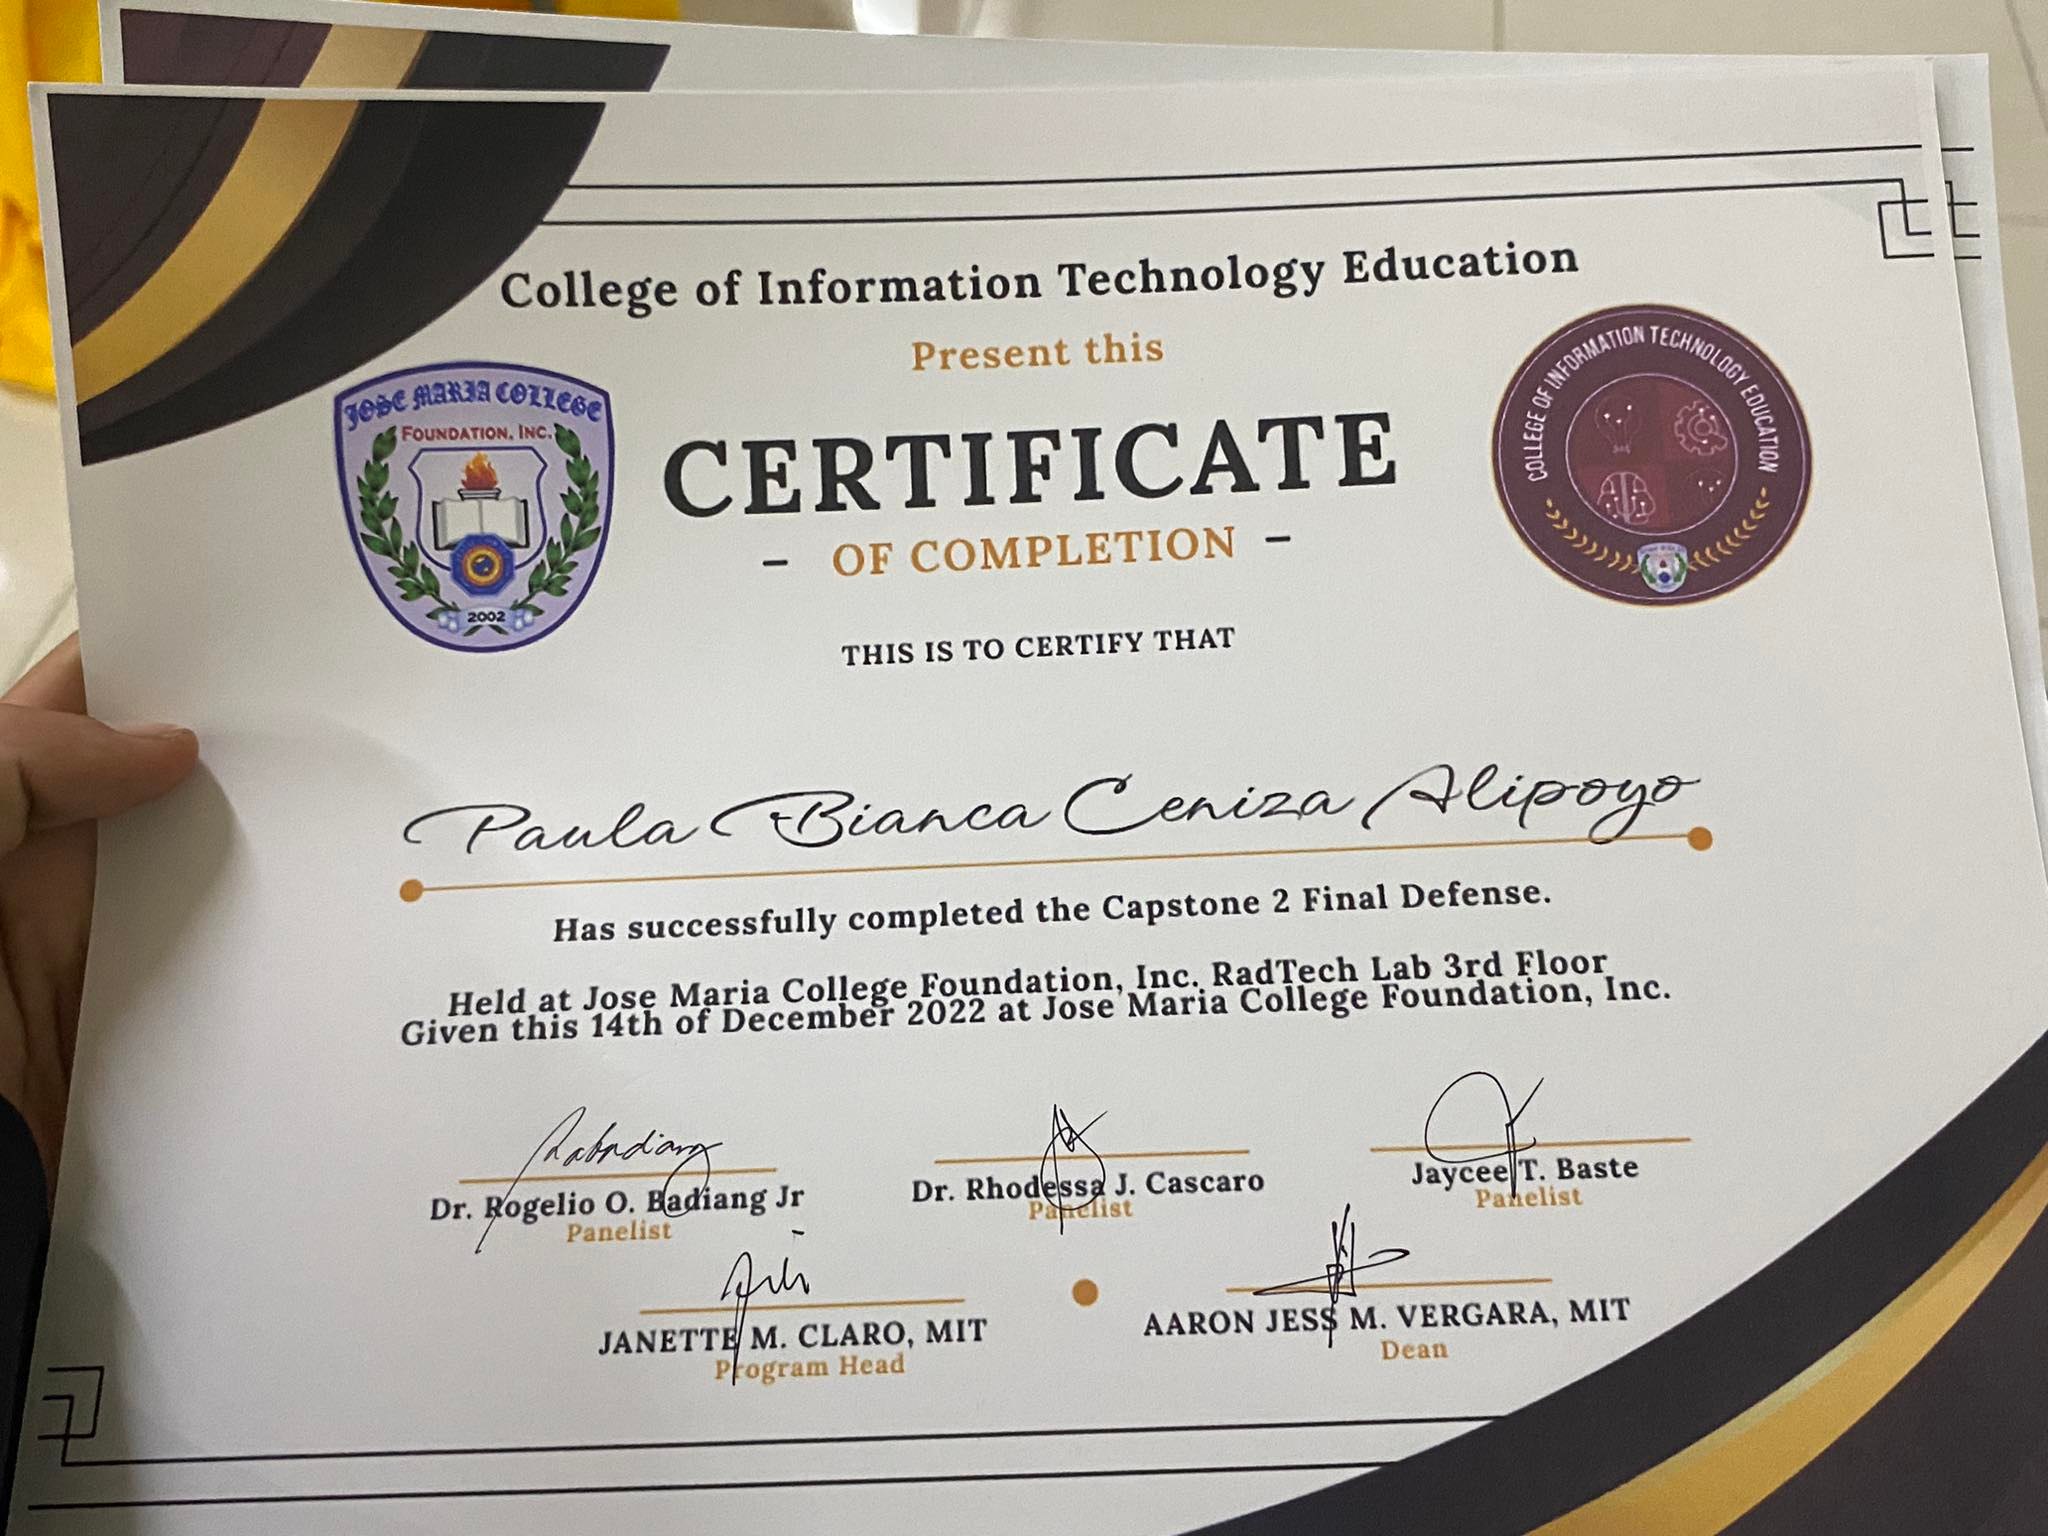 College of Information Technology Education
Present this
JOSE MARIA COLLEGE
FOUNDATION, INC.
2002
CERTIFICATE
- OF COMPLETION -
COLLEGE OF INFORMATION TECHNOLOGY EDUCATION
THIS IS TO CERTIFY THAT
Paula Bianca Ceniza Alipoyo
Has successfully completed the Capstone 2 Final Defense.
Held at Jose Maria College Foundation, Inc. RadTech Lab 3rd Floor
Given this 14th of December 2022 at Jose Maria College Foundation, Inc.
Dr. Rogelio O. Badiang Jr
Panelist
Dr. Rhodessa J. Cascaro
Panelist
Jaycee T. Baste
Panelist
JANETTE M. CLARO, MIT
Program Head
AARON JESS M. VERGARA, MIT
Dean